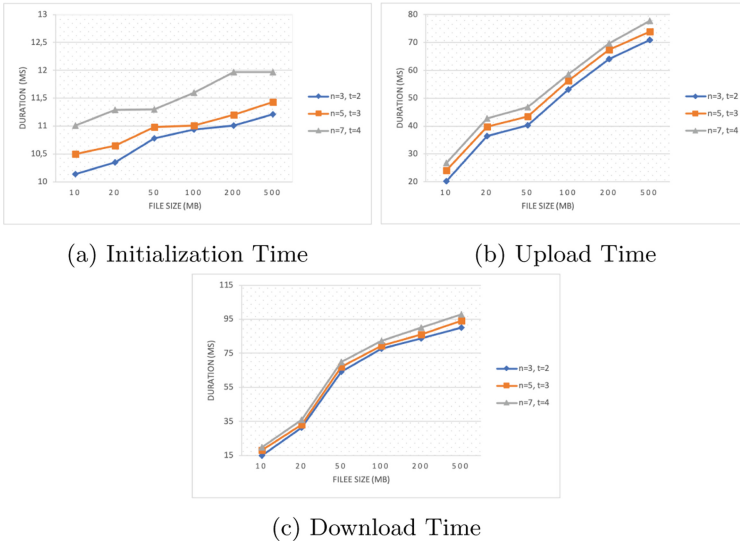 13
12,5
12
11,5
11
10,5
10
DURATION (MS)
10 20 50 100 200 500
FILE SIZE (MB)
n=3, t=2
n=5, t=3
n=7, t=4
(a) Initialization Time
80
70
60
50
40
30
20
DURATION (MS)
10 20 50 100 200 500
FILE SIZE (MB)
n=3, t=2
n=5, t=3
n=7, t=4
(b) Upload Time
115
95
75
55
35
15
DURATION (MS)
10 20 50 100 200 500
FILEE SIZE (MB)
n=3, t=2
n=5, t=3
n=7, t=4
(c) Download Time